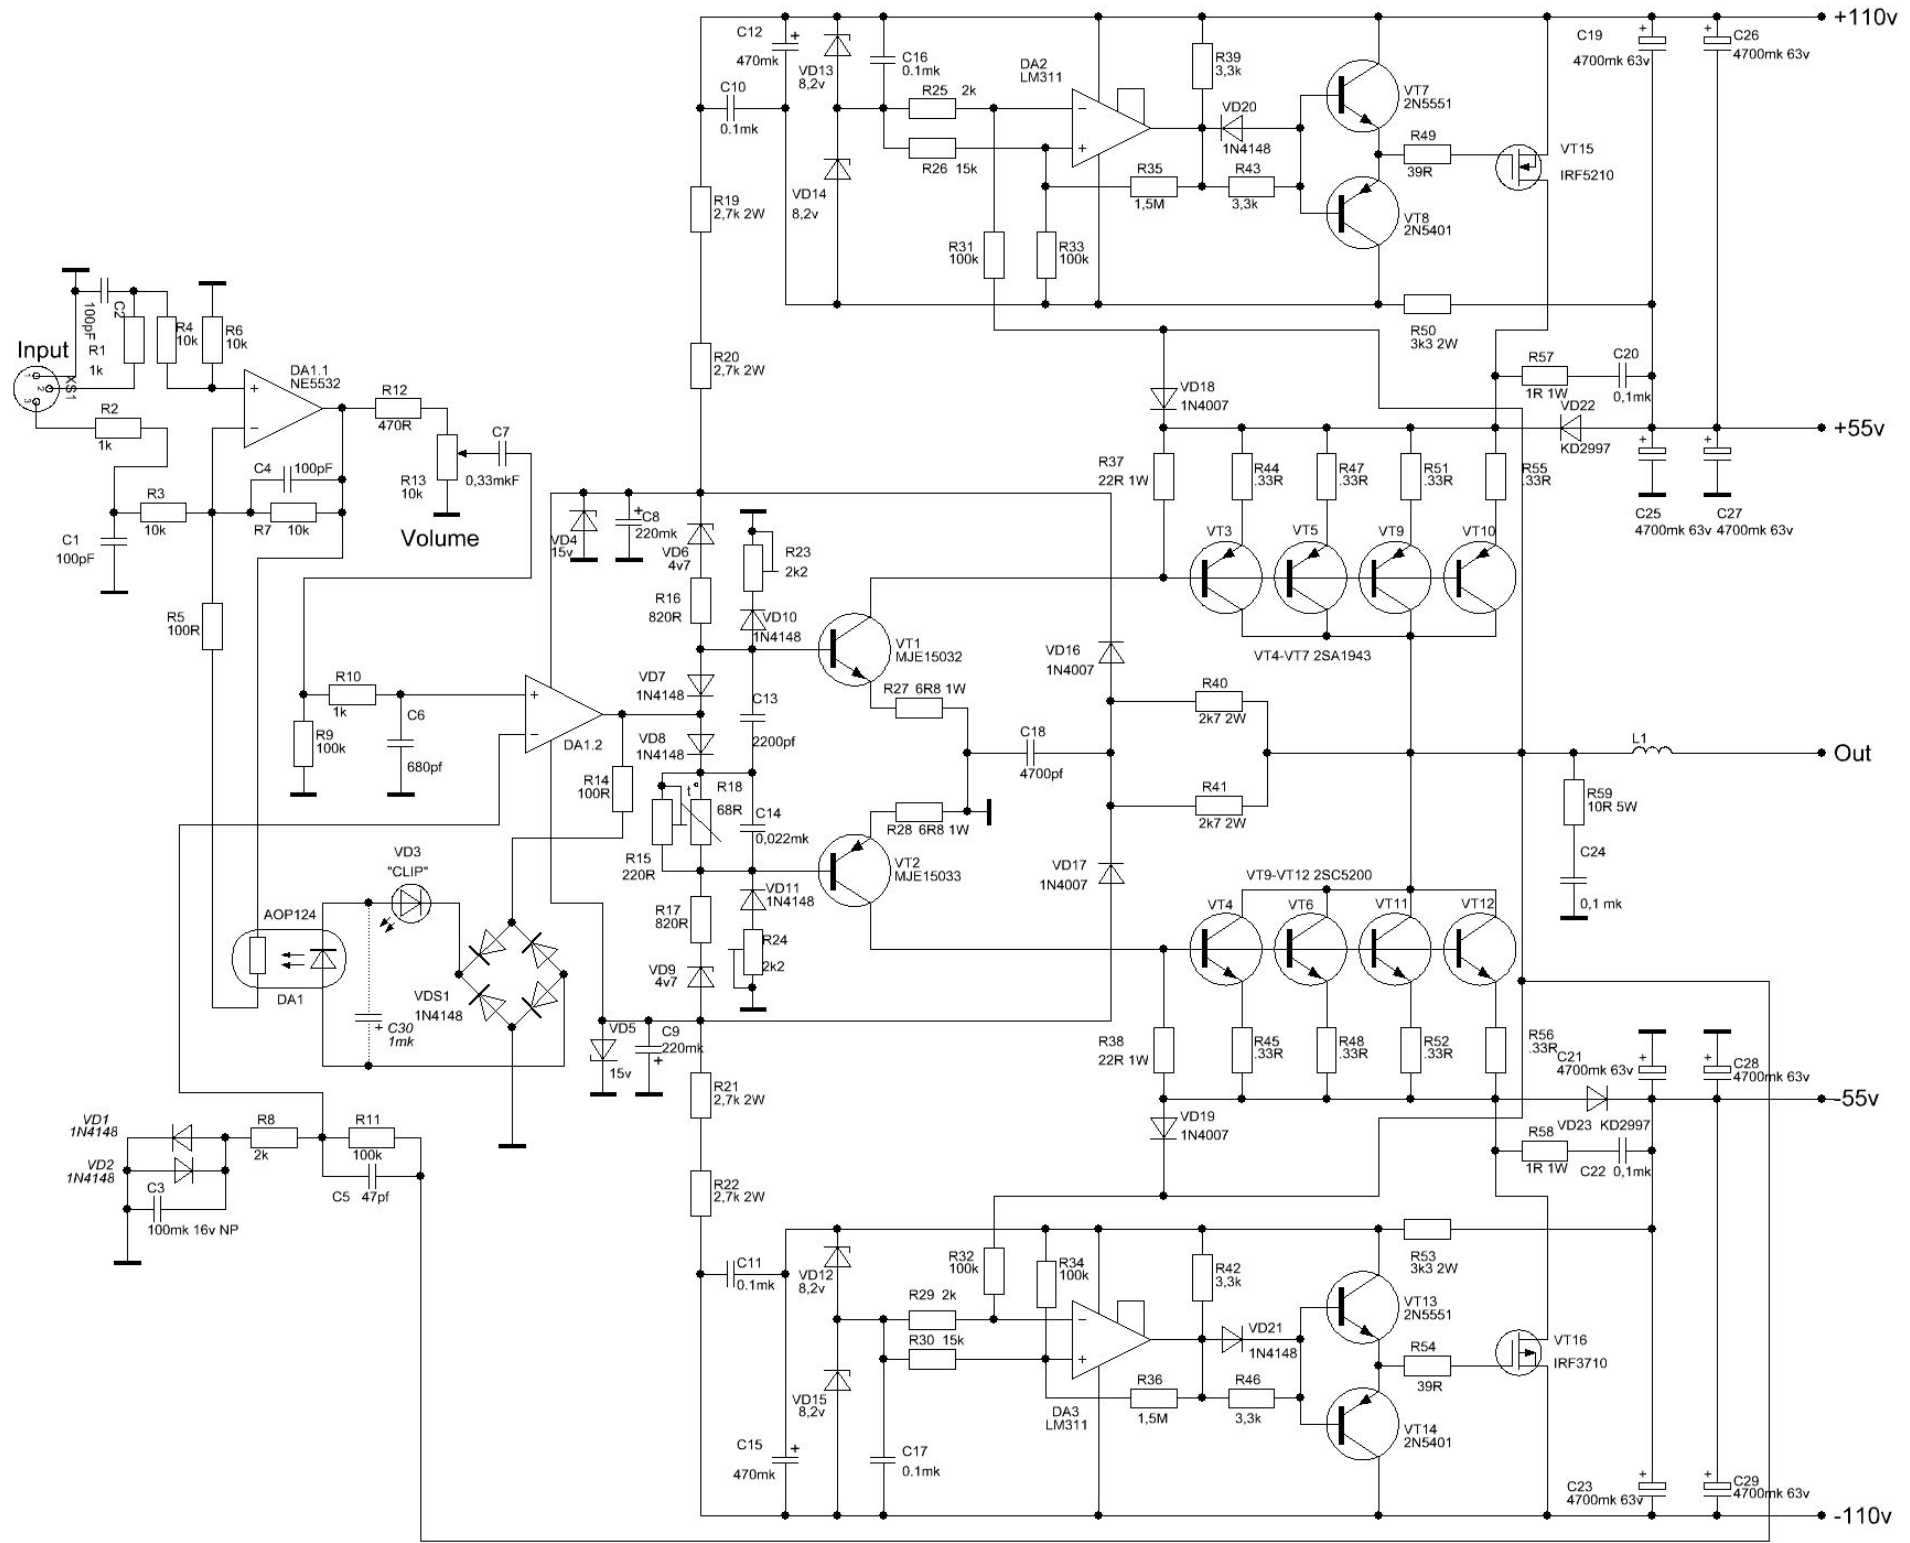 +110v
C12
470mk
+
VD13
8,2v
C16
0.1mk
DA2
LM311
R39
3,3k
VT7
2N5551
C19
4700mk 63v
+
C26
4700mk 63v
+
C10
0.1mk
R25 2k
VD20
1N4148
R49
39R
VT15
IRF5210
R26 15k
R35
1,5M
R43
3,3k
VD14
8,2v
VT8
2N5401
R19
2,7k 2W
R31
100k
R33
100k
R50
3k3 2W
C2
100pF
R1
1k
R4
10k
R6
10k
Input
XS1
1
2
3
DA1.1
NE5532
+
−
R12
470R
R20
2,7k 2W
VD18
1N4007
R57
1R 1W
C20
0,1mk
VD22
KD2997
+55v
R2
1k
C7
0,33mkF
R13
10k
Volume
C4 100pF
R3
10k
R7 10k
C1
100pF
R37
22R 1W
R44
.33R
R47
.33R
R51
.33R
R55
.33R
C25
4700mk 63v
+
C27
4700mk 63v
+
VD4
15v
C8
220mk
+
VD6
4v7
R23
2k2
VT3
VT5
VT9
VT10
R5
100R
R16
820R
VD10
1N4148
VT1
MJE15032
VD16
1N4007
VT4-VT7 2SA1943
R10
1k
VD7
1N4148
R27 6R8 1W
R40
2k7 2W
R9
100k
C6
680pf
+
−
DA1.2
VD8
1N4148
C13
2200pf
C18
4700pf
L1
Out
R14
100R
R18
68R
t°
C14
0,022mk
R28 6R8 1W
R41
2k7 2W
R59
10R 5W
R15
220R
VT2
MJE15033
VD17
1N4007
C24
0,1 mk
VD3
"CLIP"
VD11
1N4148
VT9-VT12 2SC5200
AOP124
DA1
R17
820R
R24
2k2
VT4
VT6
VT11
VT12
VD9
4v7
VDS1
1N4148
C30
1mk
+
VD5
15v
C9
220mk
+
R38
22R 1W
R45
.33R
R48
.33R
R52
.33R
R56
.33R
C21
4700mk 63v
+
C28
4700mk 63v
+
R21
2,7k 2W
-55v
VD1
1N4148
VD2
1N4148
R8
2k
R11
100k
C5 47pf
C3
100mk 16v NP
VD19
1N4007
VD23 KD2997
R58
1R 1W
C22 0,1mk
R22
2,7k 2W
C11
0.1mk
VD12
8,2v
R32
100k
R34
100k
R42
3,3k
R53
3k3 2W
R29 2k
VT13
2N5551
R30 15k
VD21
1N4148
R54
39R
VT16
IRF3710
VD15
8,2v
DA3
LM311
R36
1,5M
R46
3,3k
VT14
2N5401
C15
470mk
+
C17
0.1mk
C23
4700mk 63v
+
C29
4700mk 63v
+
-110v